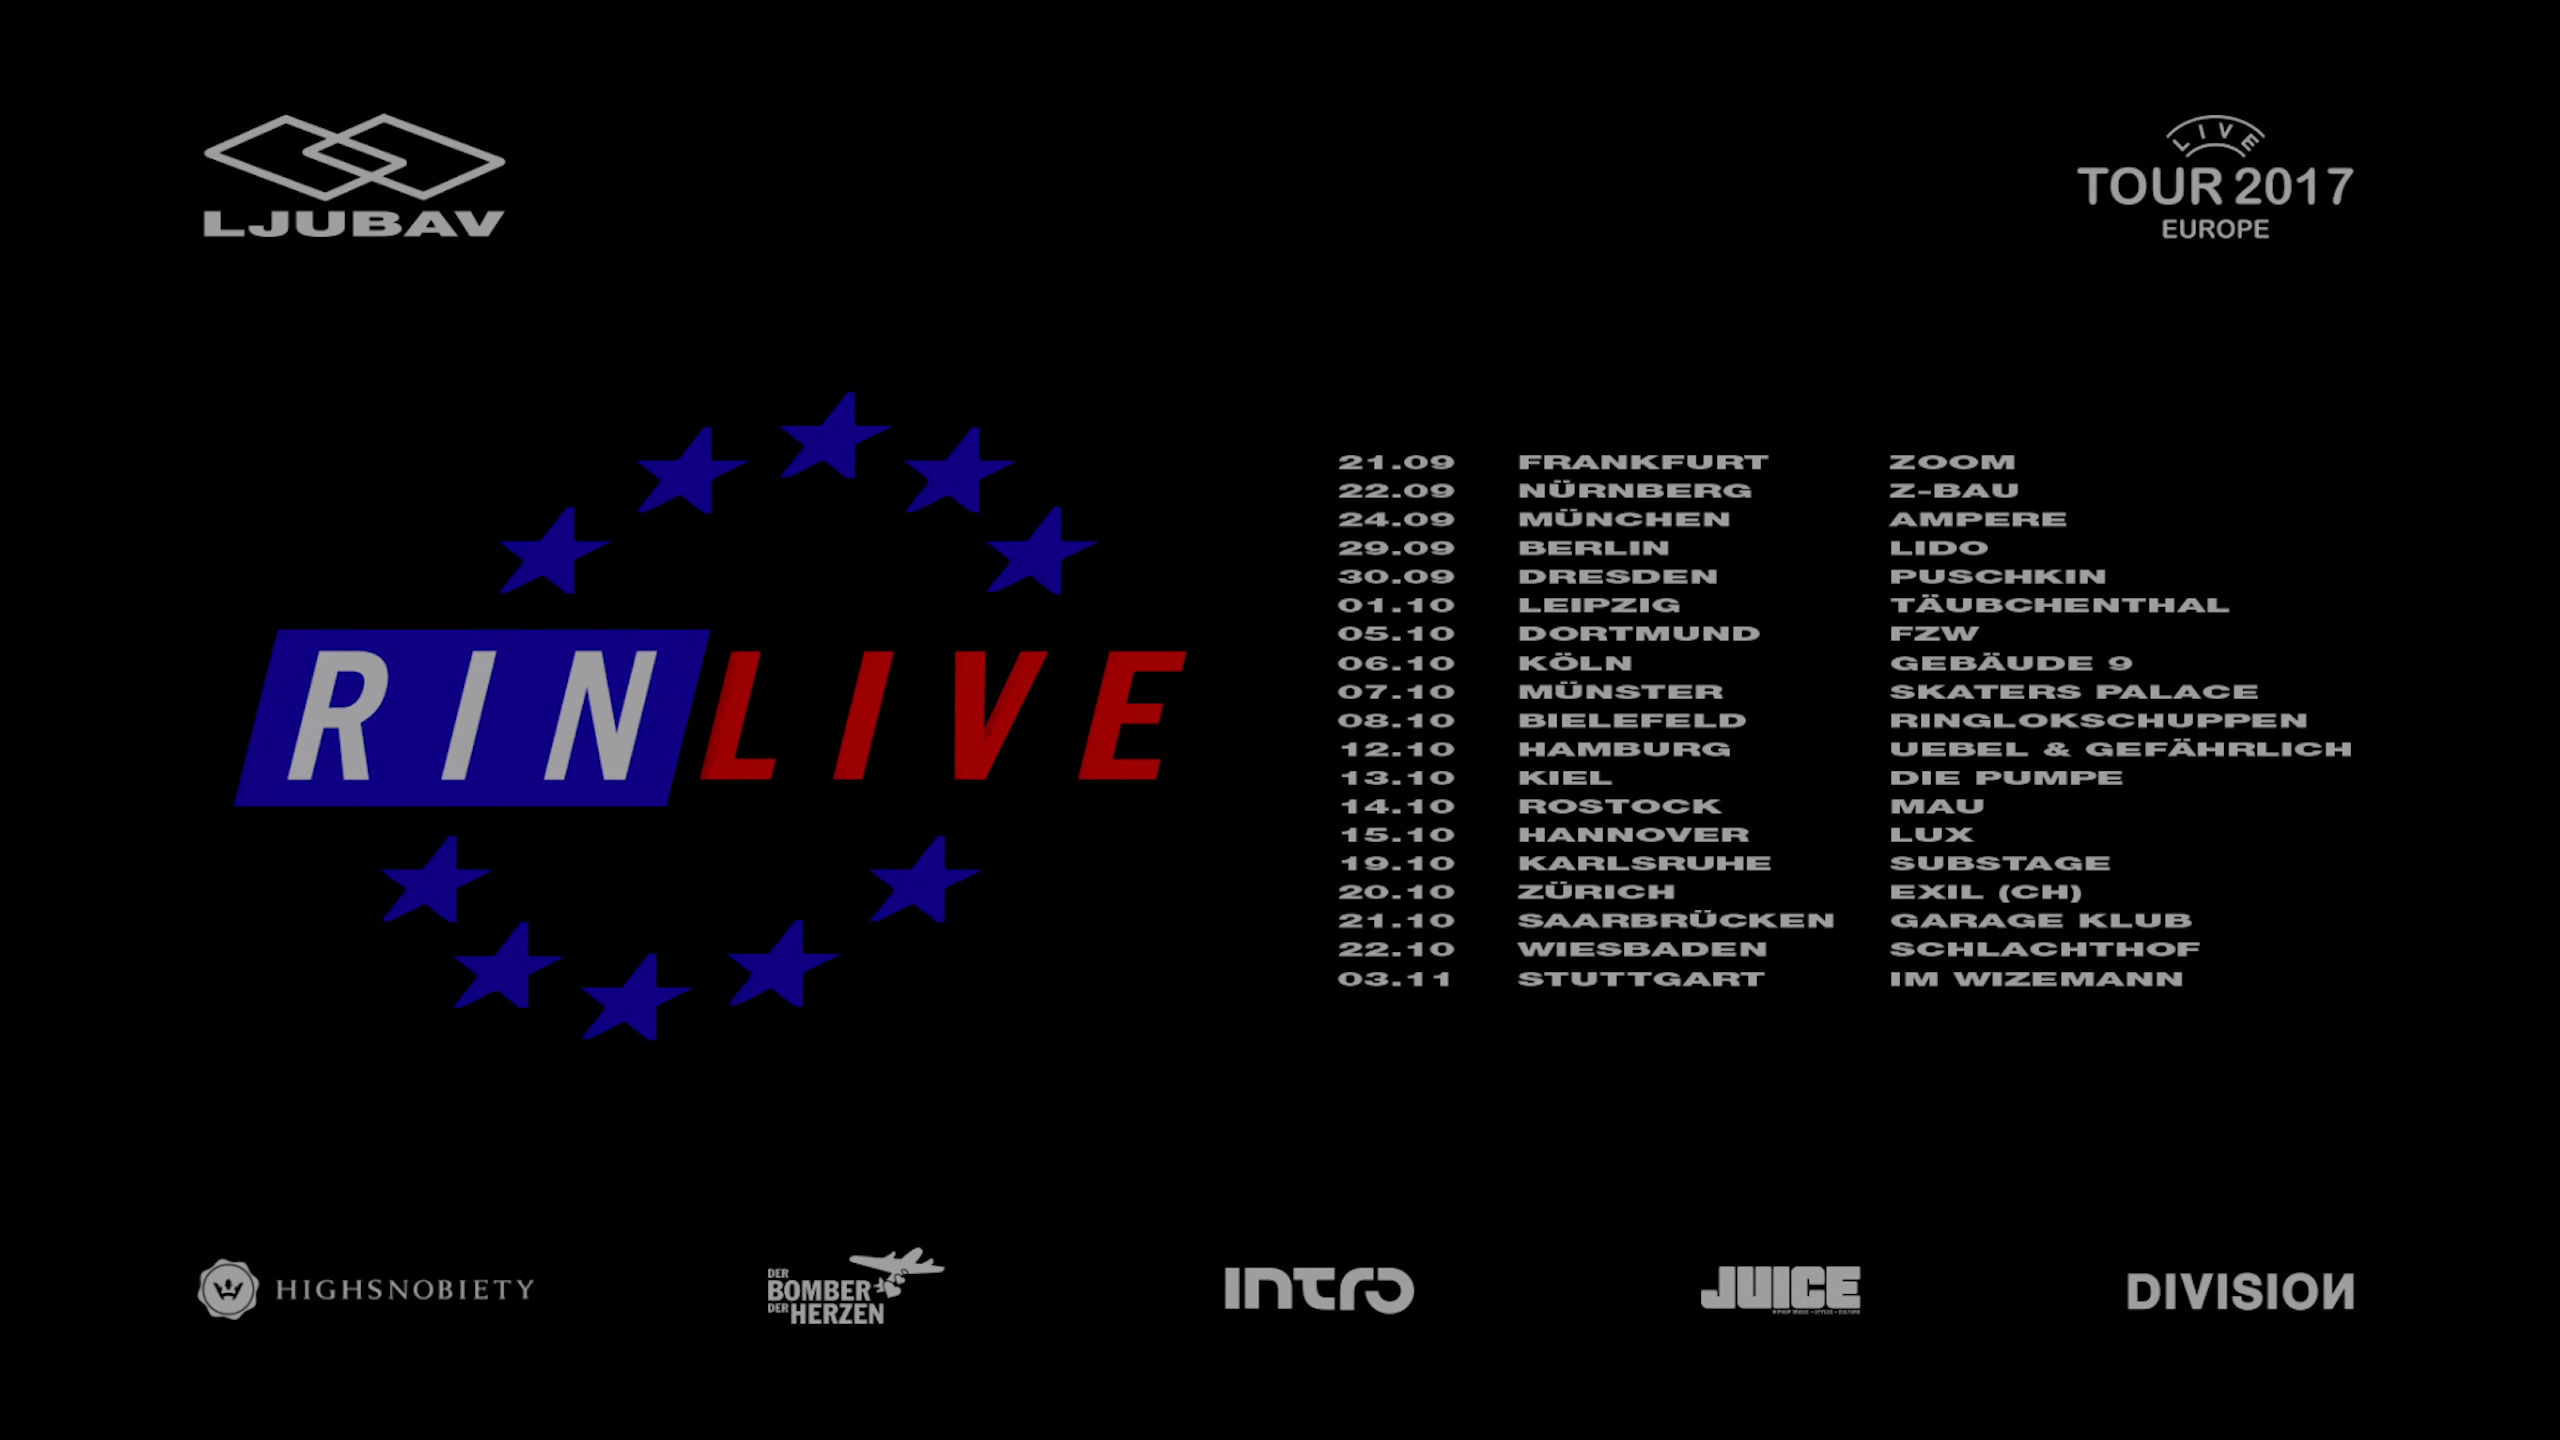 LJUBAV
LIVE
TOUR 2017
EUROPE
RIN LIVE
21.09 FRANKFURT ZOOM
22.09 NÜRNBERG Z-BAU
24.09 MÜNCHEN AMPERE
29.09 BERLIN LIDO
30.09 DRESDEN PUSCHKIN
01.10 LEIPZIG TÄUBCHENTHAL
05.10 DORTMUND FZW
06.10 KÖLN GEBÄUDE 9
07.10 MÜNSTER SKATERS PALACE
08.10 BIELEFELD RINGLOKSCHUPPEN
12.10 HAMBURG UEBEL & GEFÄHRLICH
13.10 KIEL DIE PUMPE
14.10 ROSTOCK MAU
15.10 HANNOVER LUX
19.10 KARLSRUHE SUBSTAGE
20.10 ZÜRICH EXIL (CH)
21.10 SAARBRÜCKEN GARAGE KLUB
22.10 WIESBADEN SCHLACHTHOF
03.11 STUTTGART IM WIZEMANN
HIGHSNOBIETY
DER
BOMBER
DER HERZEN
intro
JUICE
DIVISION